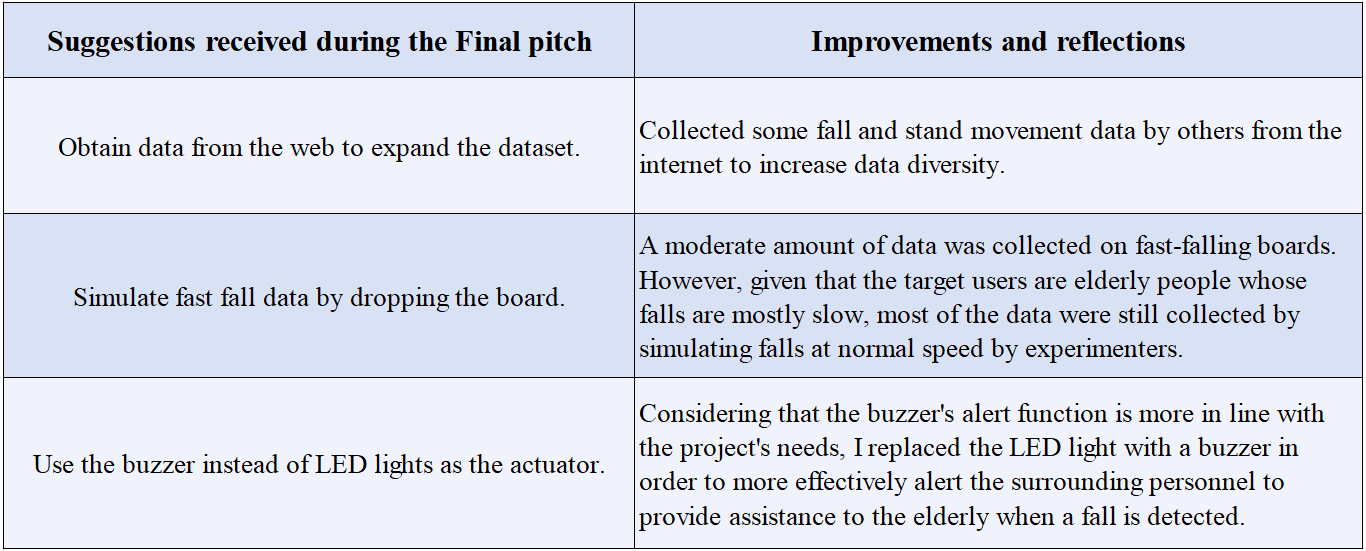 Suggestions received during the Final pitch
Improvements and reflections
Obtain data from the web to expand the dataset.
Collected some fall and stand movement data by others from the
internet to increase data diversity.
Simulate fast fall data by dropping the board.
A moderate amount of data was collected on fast-falling boards.
However, given that the target users are elderly people whose
falls are mostly slow, most of the data were still collected by
simulating falls at normal speed by experimenters.
Use the buzzer instead of LED lights as the actuator.
Considering that the buzzer's alert function is more in line with
the project's needs, I replaced the LED light with a buzzer in
order to more effectively alert the surrounding personnel to
provide assistance to the elderly when a fall is detected.